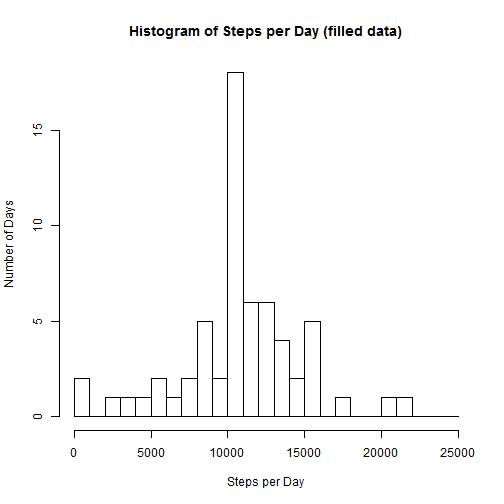 Histogram of Steps per Day (filled data)
Number of Days
15
10
5
0
0 5000 10000 15000 20000 25000
Steps per Day